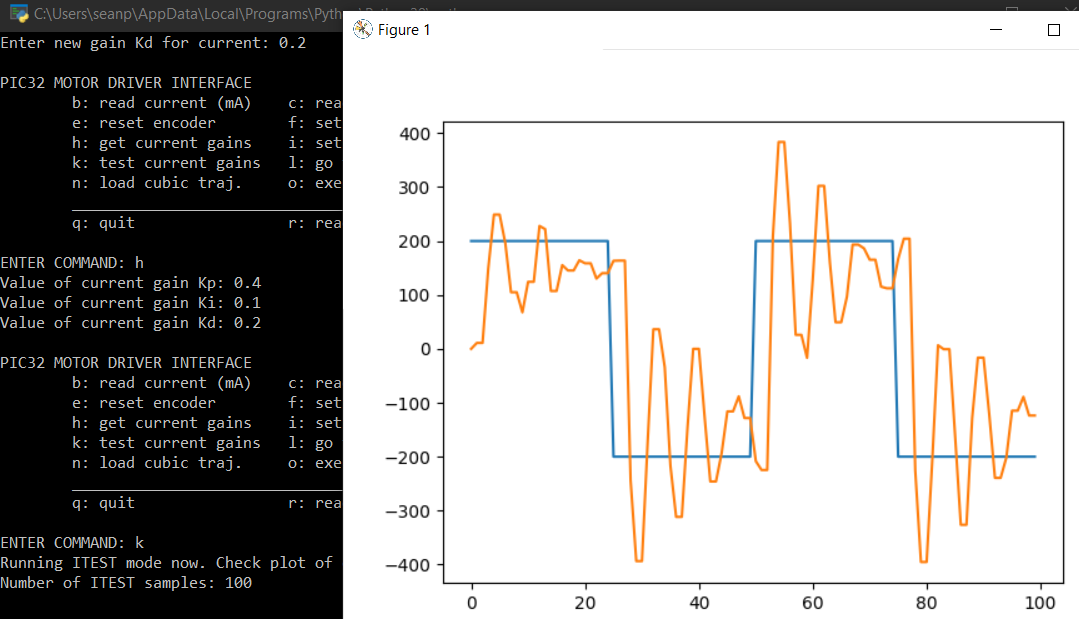 C:\Users\seanp\AppData\Local\Programs\Pyth
Enter new gain Kd for current: 0.2
PIC32 MOTOR DRIVER INTERFACE
b: read current (mA) c: rea
e: reset encoder f: set
h: get current gains i: set
k: test current gains l: go
n: load cubic traj. o: exe
q: quit r: rea
ENTER COMMAND: h
Value of current gain Kp: 0.4
Value of current gain Ki: 0.1
Value of current gain Kd: 0.2
PIC32 MOTOR DRIVER INTERFACE
b: read current (mA) c: rea
e: reset encoder f: set
h: get current gains i: set
k: test current gains l: go
n: load cubic traj. o: exe
q: quit r: rea
ENTER COMMAND: k
Running ITEST mode now. Check plot of
Number of ITEST samples: 100
Figure 1
400
300
200
100
0
−100
−200
−300
−400
0 20 40 60 80 100